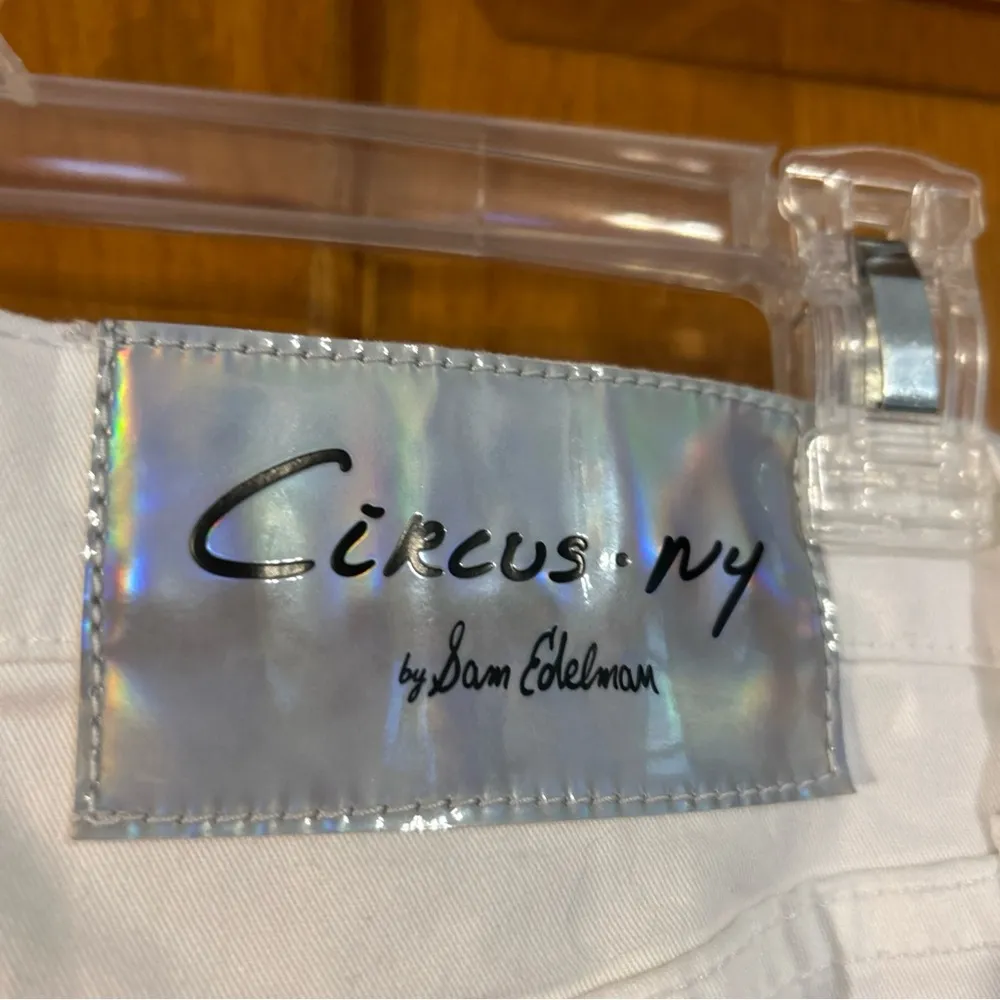 Circus • NY
by Sam Edelman